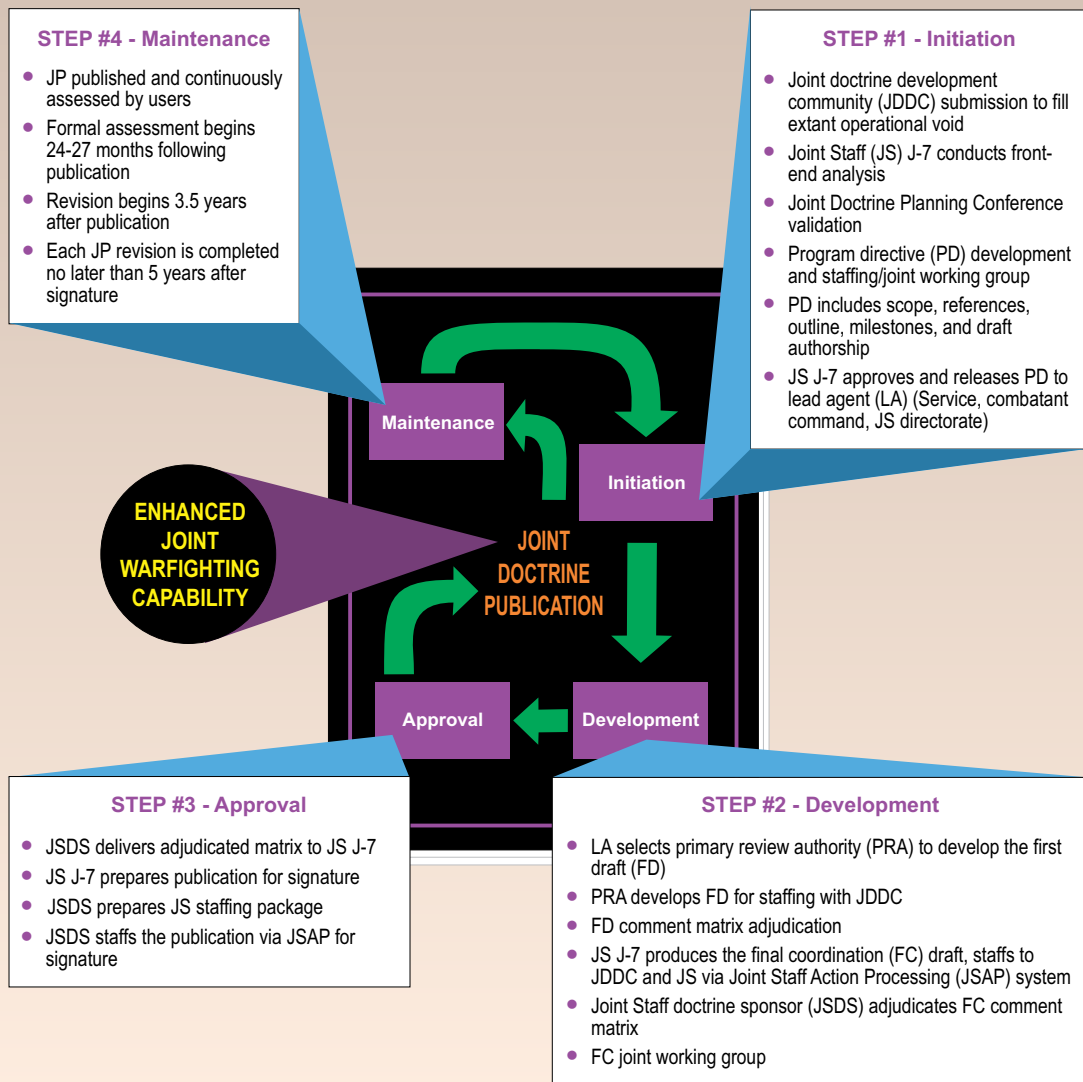 STEP #4 - Maintenance
• JP published and continuously
assessed by users
• Formal assessment begins
24-27 months following
publication
• Revision begins 3.5 years
after publication
• Each JP revision is completed
no later than 5 years after
signature
STEP #1 - Initiation
• Joint doctrine development
community (JDDC) submission to fill
extant operational void
• Joint Staff (JS) J-7 conducts front-
end analysis
• Joint Doctrine Planning Conference
validation
• Program directive (PD) development
and staffing/joint working group
• PD includes scope, references,
outline, milestones, and draft
authorship
• JS J-7 approves and releases PD to
lead agent (LA) (Service, combatant
command, JS directorate)
Maintenance
Initiation
ENHANCED
JOINT
WARFIGHTING
CAPABILITY
JOINT
DOCTRINE
PUBLICATION
Approval
Development
STEP #3 - Approval
• JSDS delivers adjudicated matrix to JS J-7
• JS J-7 prepares publication for signature
• JSDS prepares JS staffing package
• JSDS staffs the publication via JSAP for
signature
STEP #2 - Development
• LA selects primary review authority (PRA) to develop the first
draft (FD)
• PRA develops FD for staffing with JDDC
• FD comment matrix adjudication
• JS J-7 produces the final coordination (FC) draft, staffs to
JDDC and JS via Joint Staff Action Processing (JSAP) system
• Joint Staff doctrine sponsor (JSDS) adjudicates FC comment
matrix
• FC joint working group